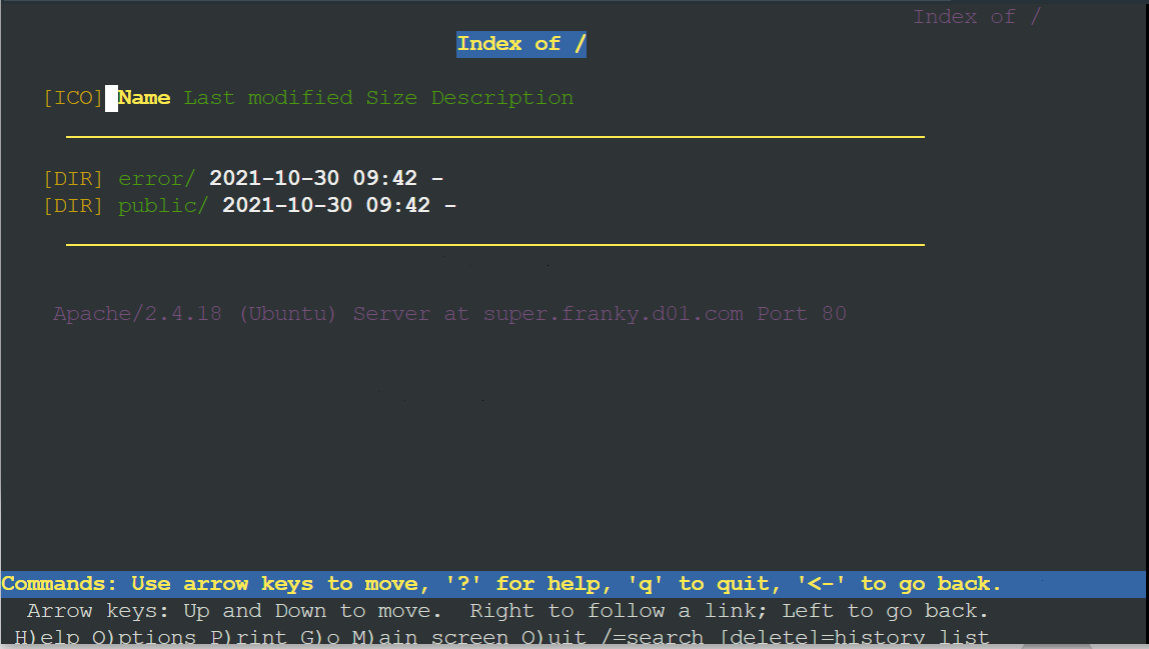 Index of /
Index of /
[ICO] Name Last modified Size Description
[DIR] error/ 2021-10-30 09:42 -
[DIR] public/ 2021-10-30 09:42 -
Apache/2.4.18 (Ubuntu) Server at super.franky.d01.com Port 80
Commands: Use arrow keys to move, '?' for help, 'q' to quit, '<-' to go back.
Arrow keys: Up and Down to move.  Right to follow a link; Left to go back.
H)elp O)ptions P)rint G)o M)ain screen Q)uit /=search [delete]=history list